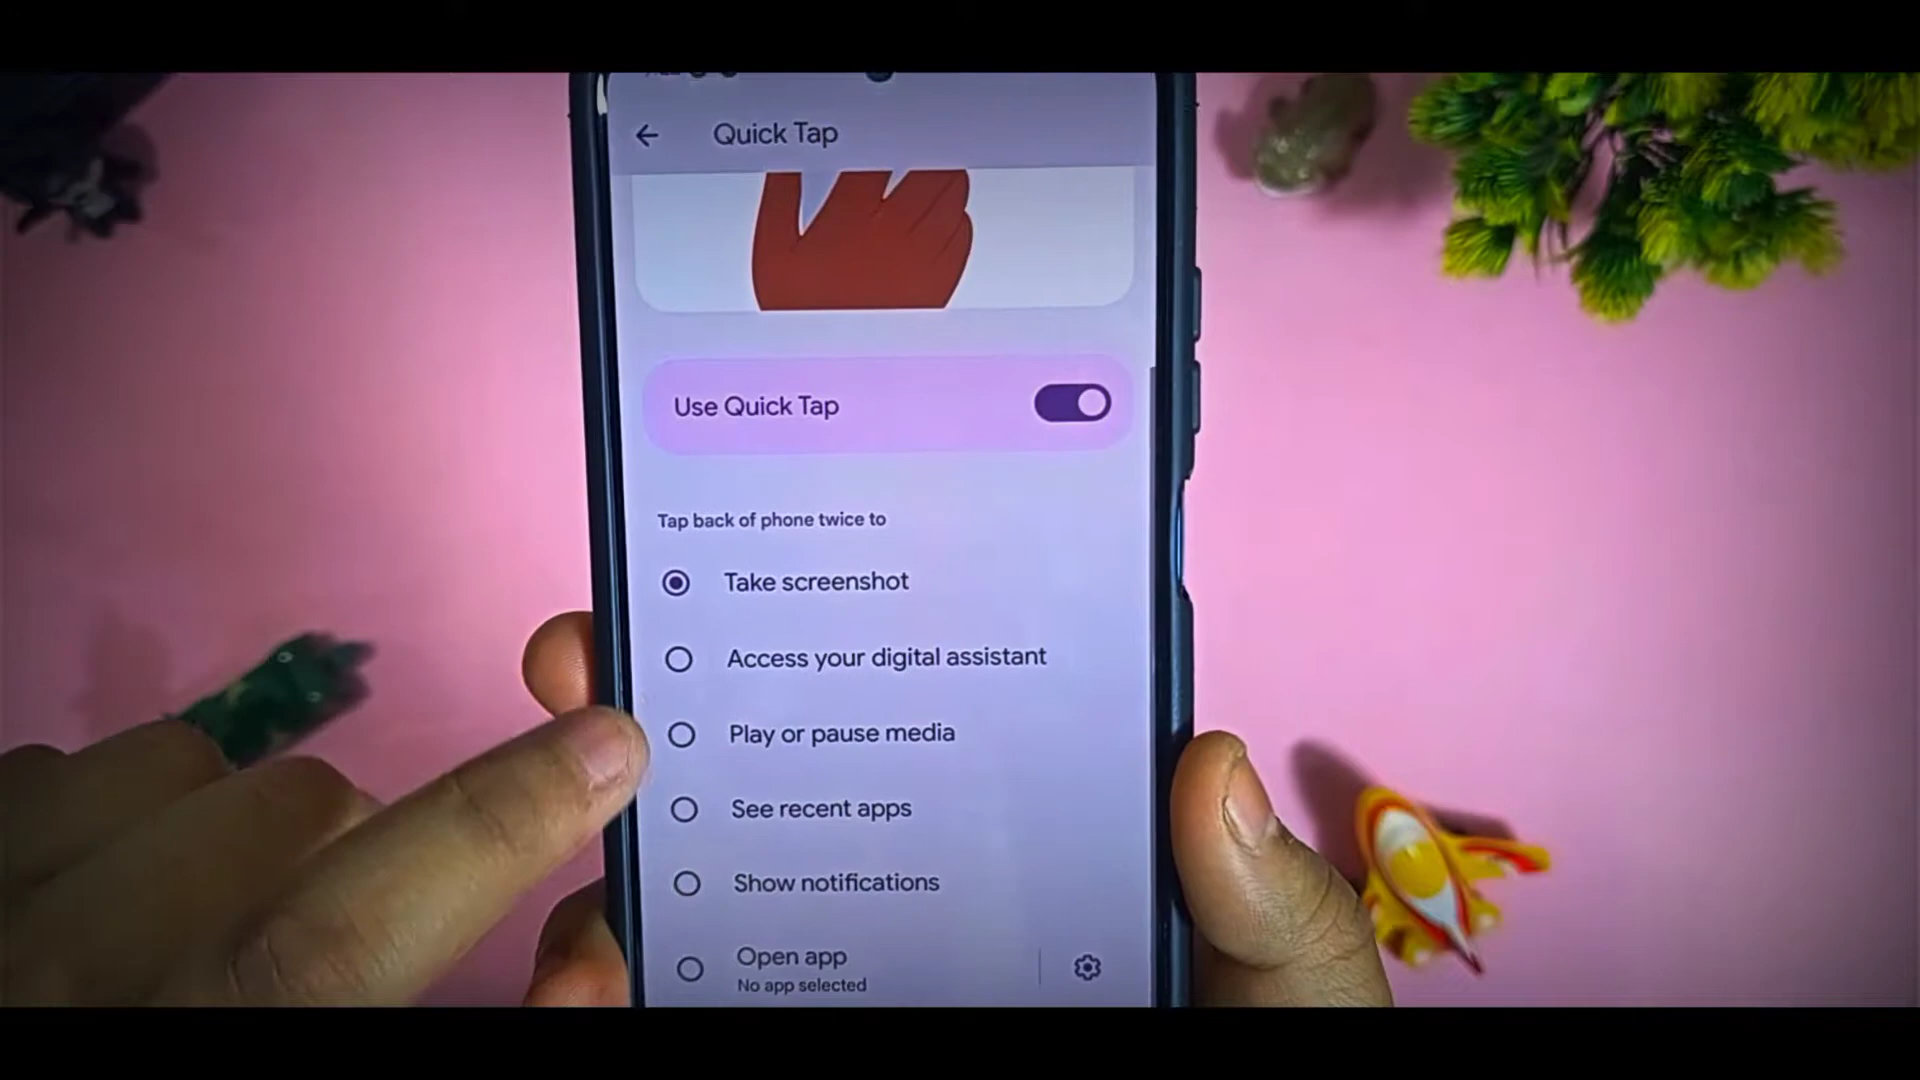 Quick Tap
Use Quick Tap
Tap back of phone twice to
Take screenshot
Access your digital assistant
Play or pause media
See recent apps
Show notifications
Open app
No app selected